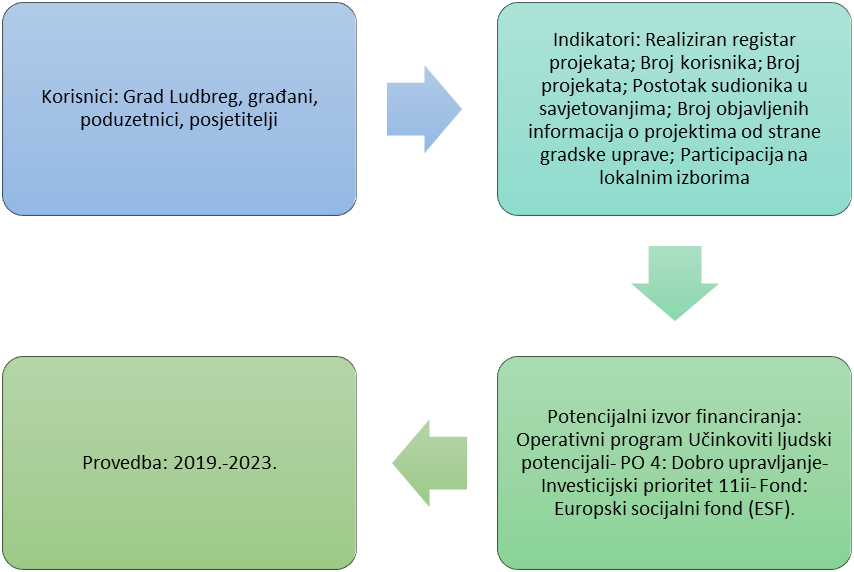 Korisnici: Grad Ludbreg, građani,
poduzetnici, posjetitelji
Indikatori: Realiziran registar
projekata; Broj korisnika; Broj
projekata; Postotak sudionika u
savjetovanjima; Broj objavljenih
informacija o projektima od strane
gradske uprave; Participacija na
lokalnim izborima
Potencijalni izvor financiranja:
Operativni program Učinkoviti ljudski
potencijali- PO 4: Dobro upravljanje-
Investicijski prioritet 11ii- Fond:
Europski socijalni fond (ESF).
Provedba: 2019.-2023.